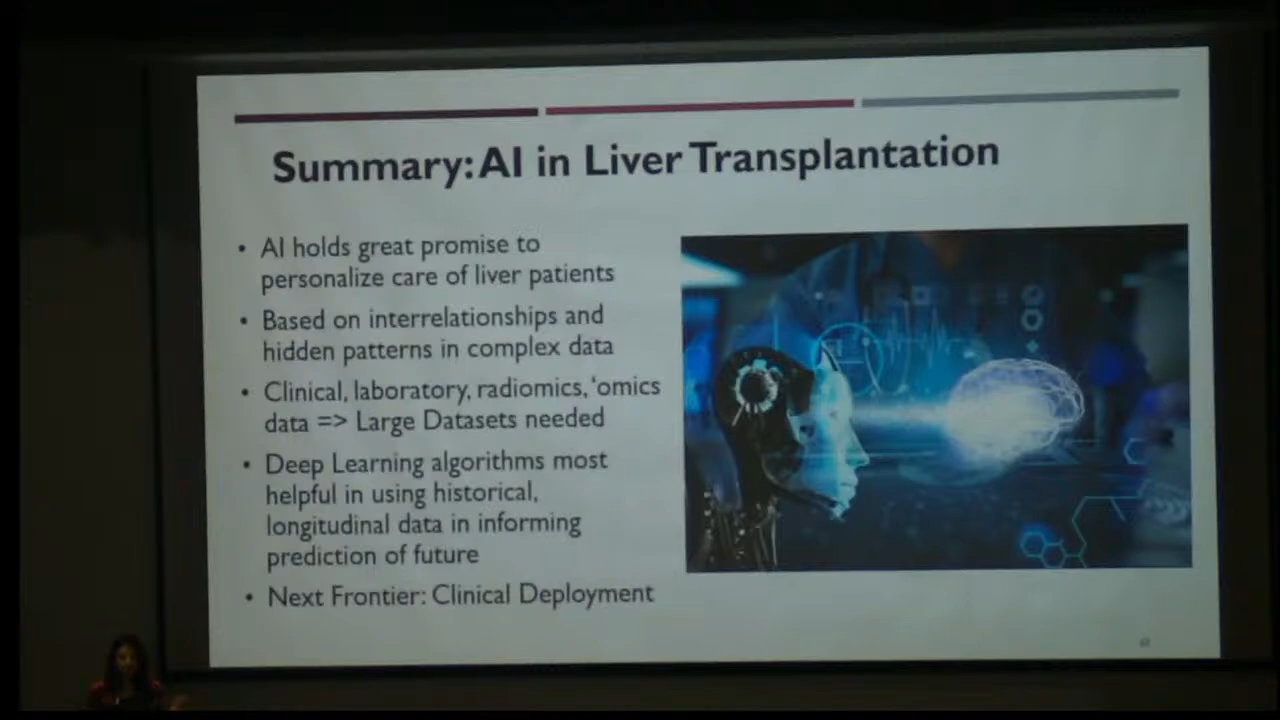 Summary: AI in Liver Transplantation
• AI holds great promise to
personalize care of liver patients
• Based on interrelationships and
hidden patterns in complex data
• Clinical, laboratory, radiomics, ‘omics
data => Large Datasets needed
• Deep Learning algorithms most
helpful in using historical,
longitudinal data in informing
prediction of future
• Next Frontier: Clinical Deployment